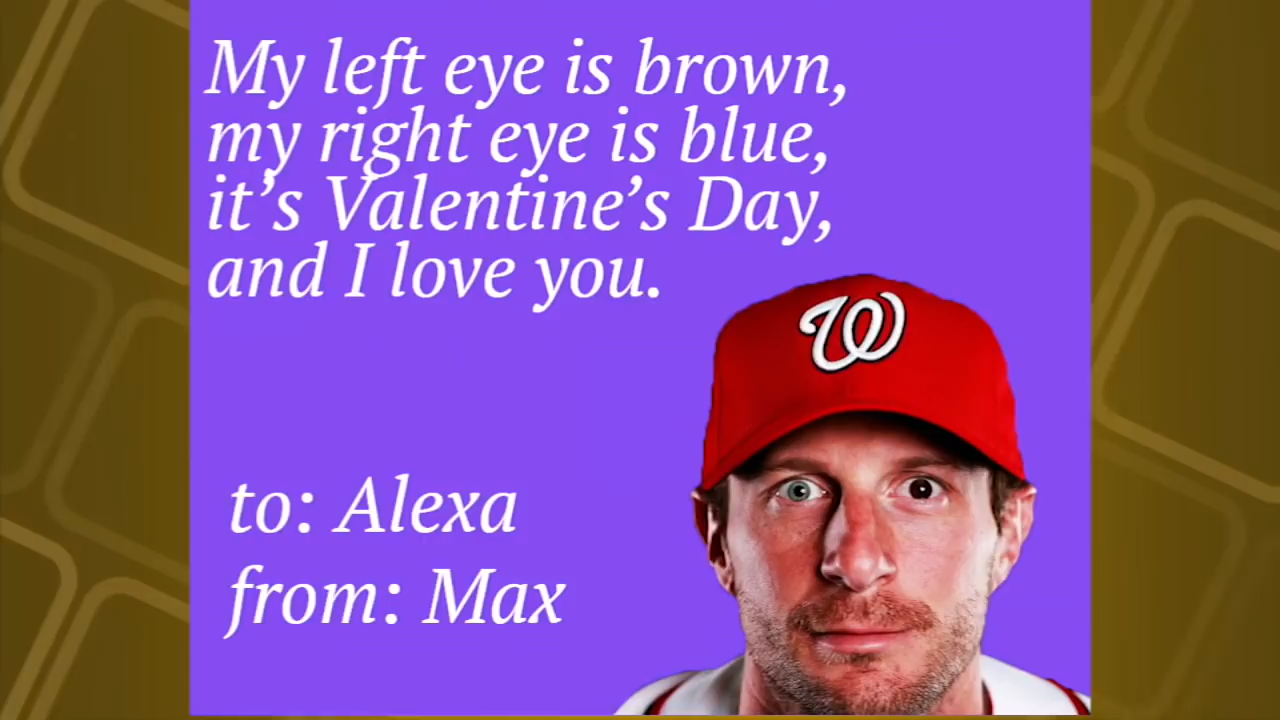 My left eye is brown,
my right eye is blue,
it's Valentine's Day,
and I love you.
W
to: Alexa
from: Max